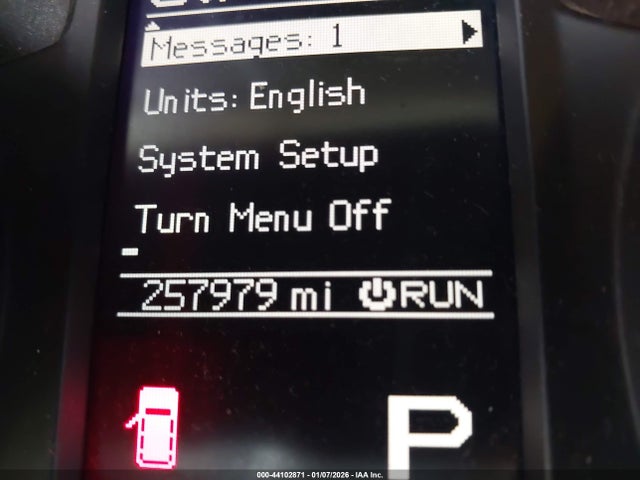 Messages: 1
Units: English
System Setup
Turn Menu Off
257979 mi RUN
P
000-44102871 - 01/07/2026 - IAA Inc.